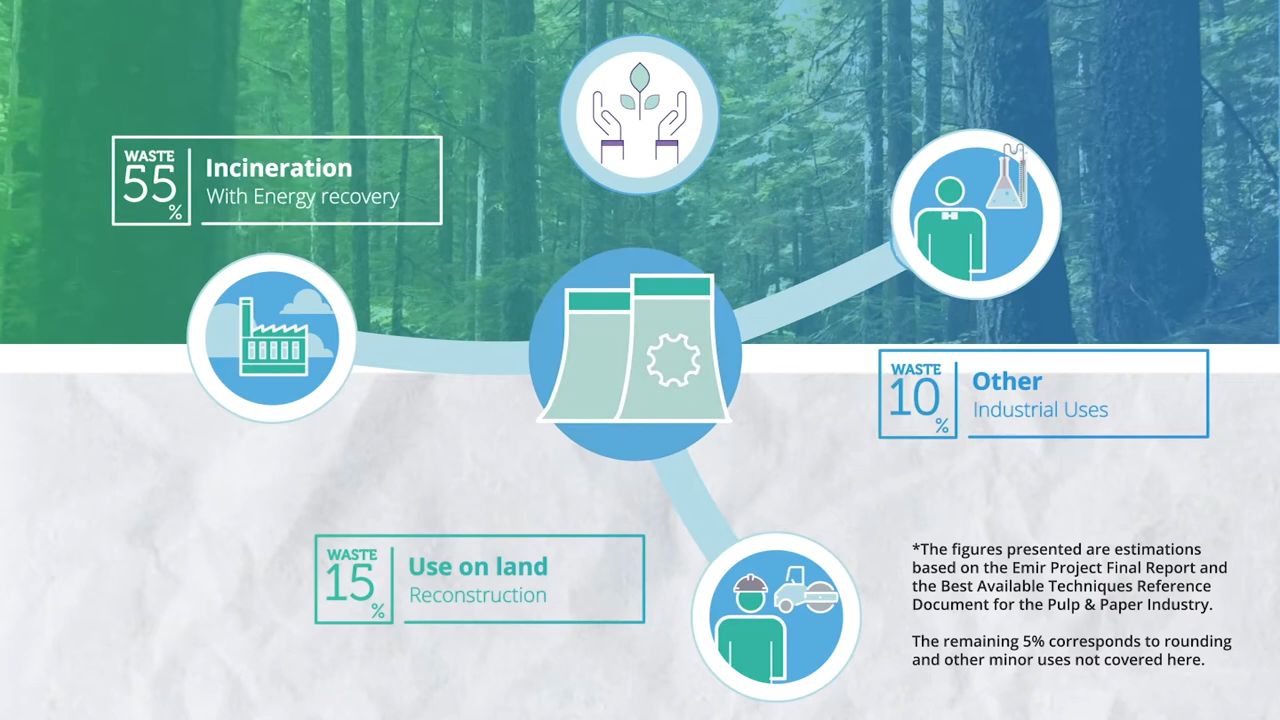 WASTE
55
%
Incineration
With Energy recovery
WASTE
10
%
Other
Industrial Uses
WASTE
15
%
Use on land
Reconstruction
*The figures presented are estimations
based on the Emir Project Final Report and
the Best Available Techniques Reference
Document for the Pulp & Paper Industry.
The remaining 5% corresponds to rounding
and other minor uses not covered here.